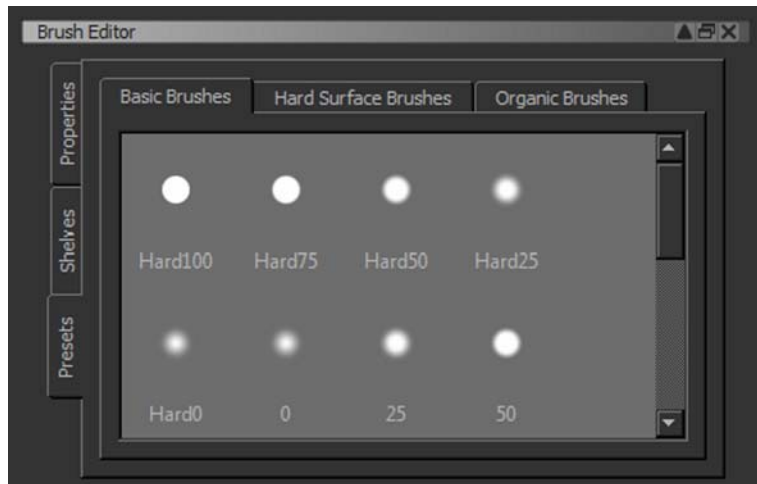 Brush Editor
Properties
Shelves
Presets
Basic Brushes
Hard Surface Brushes
Organic Brushes
Hard100
Hard75
Hard50
Hard25
Hard0
0
25
50